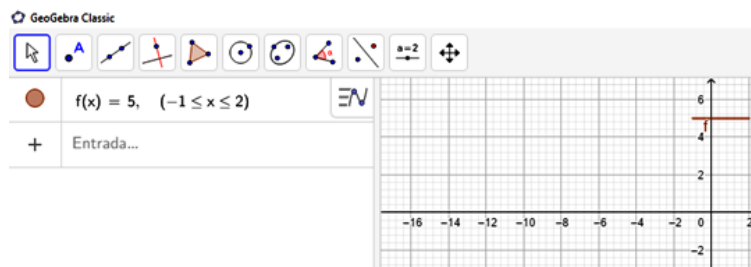 GeoGebra Classic
A
α
a=2
f(x) = 5, (−1 ≤ x ≤ 2)
Entrada...
6
f
4
2
−16 −14 −12 −10 −8 −6 −4 −2 0 2
−2